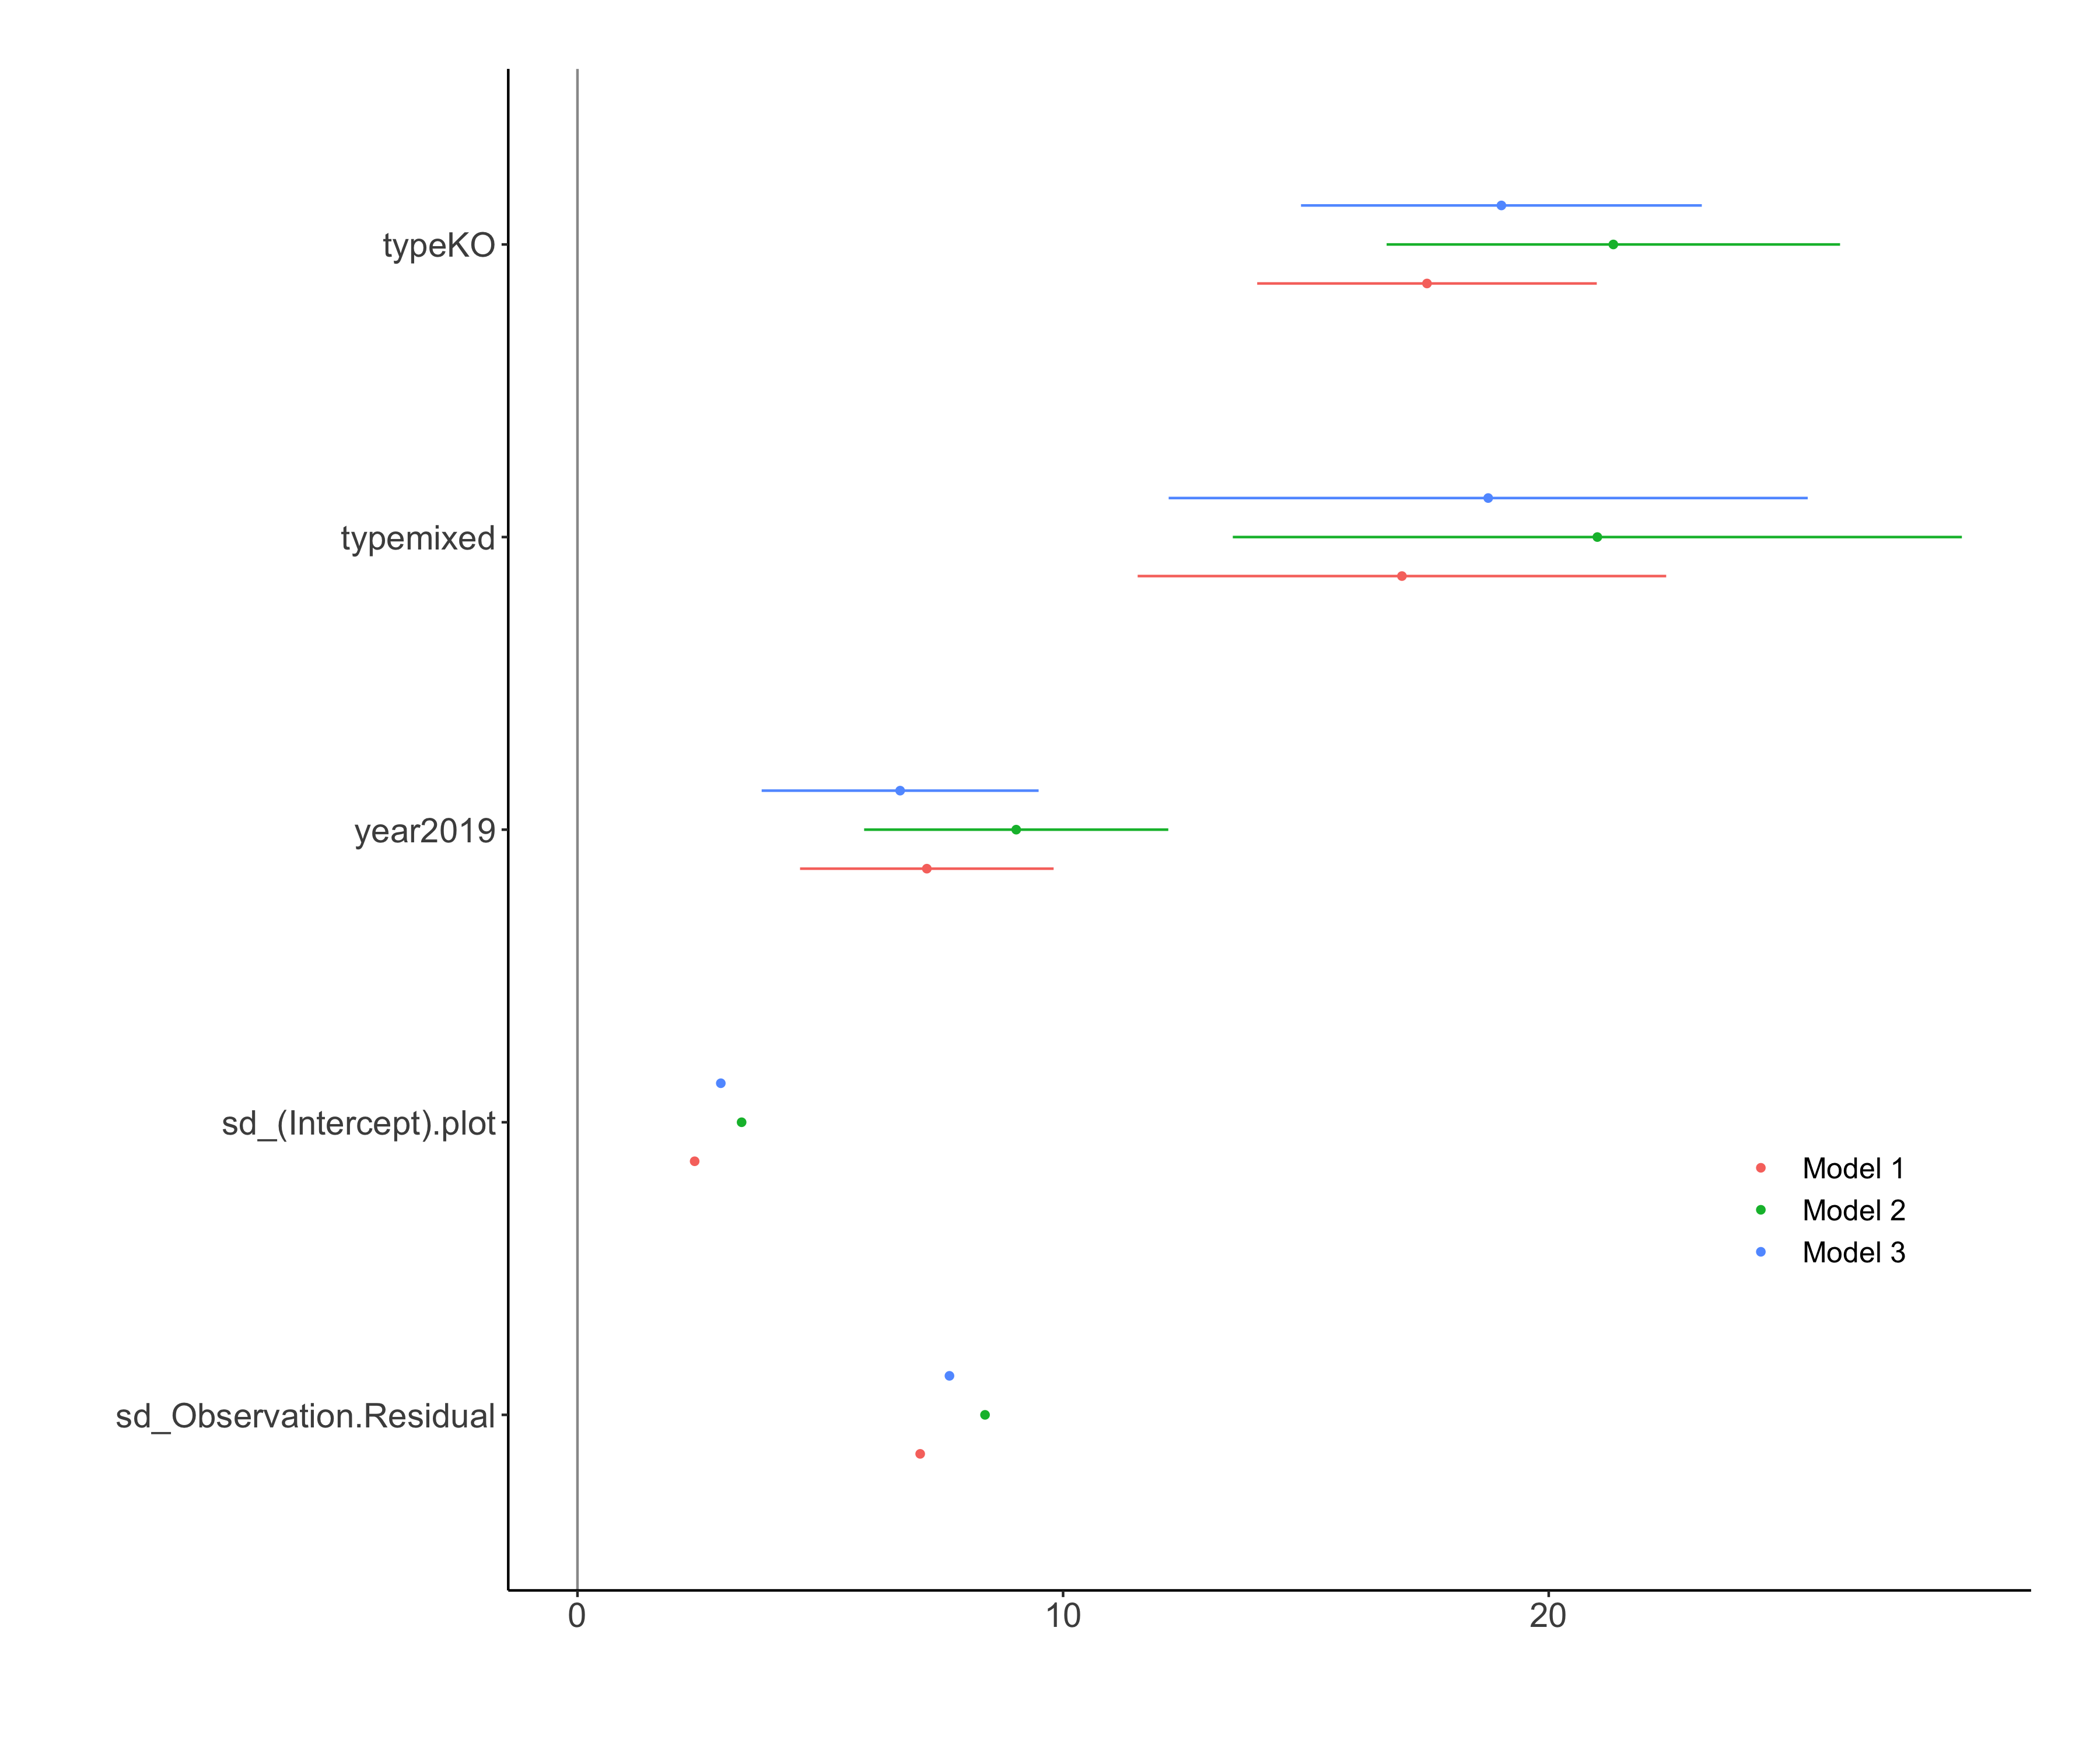 typeKO
typemixed
year2019
sd_(Intercept).plot
sd_Observation.Residual
Model 1
Model 2
Model 3
0 10 20